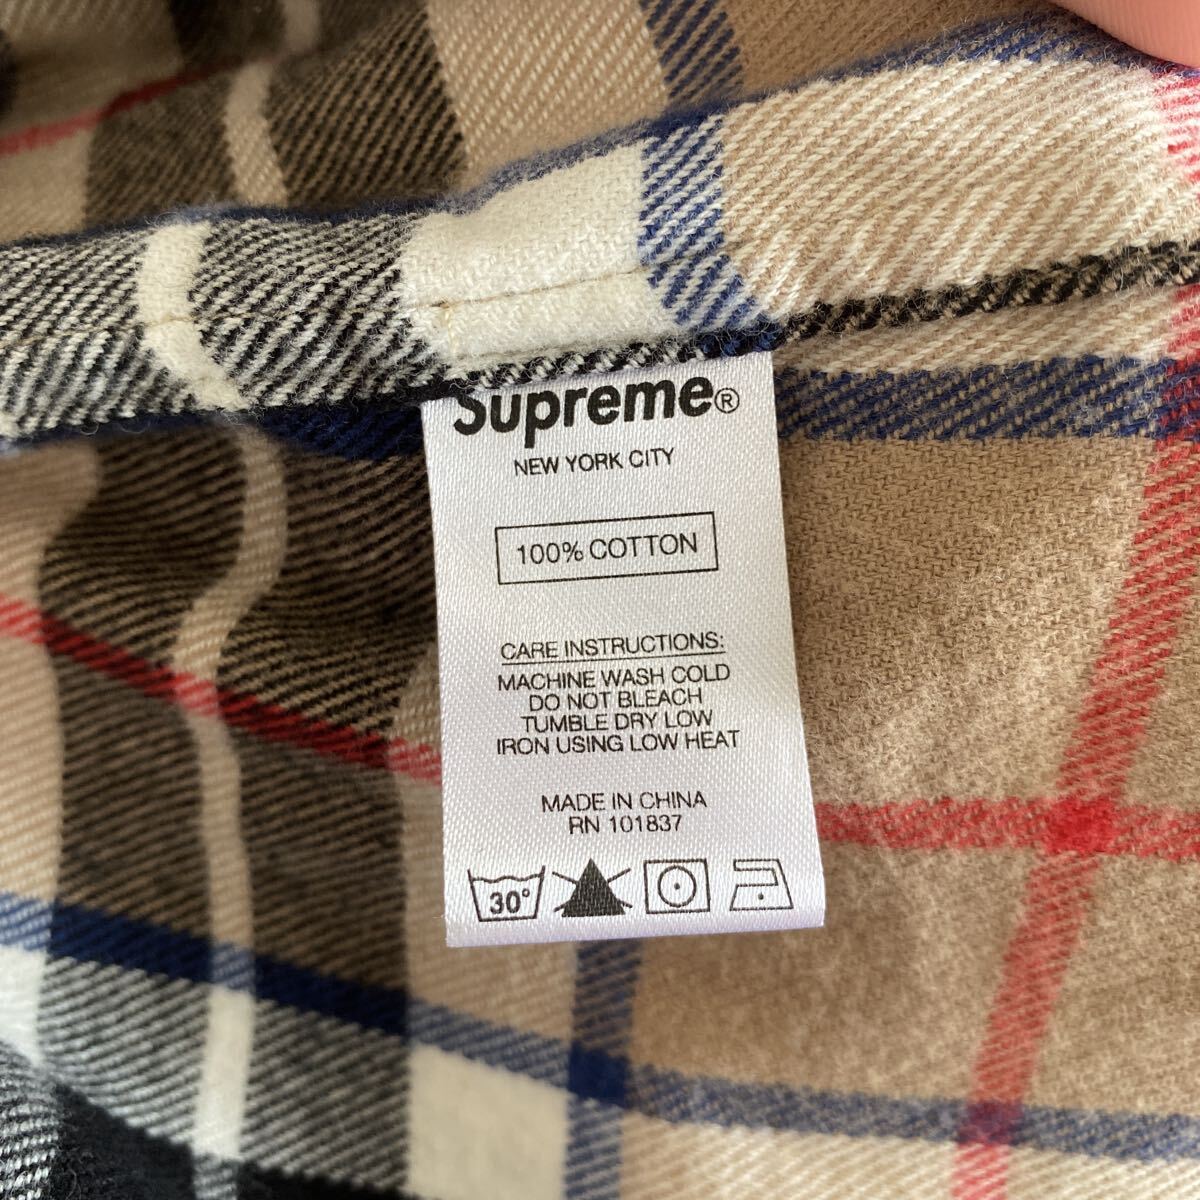 Supreme®
NEW YORK CITY
100% COTTON
CARE INSTRUCTIONS:
MACHINE WASH COLD
DO NOT BLEACH
TUMBLE DRY LOW
IRON USING LOW HEAT
MADE IN CHINA
RN 101837
30°